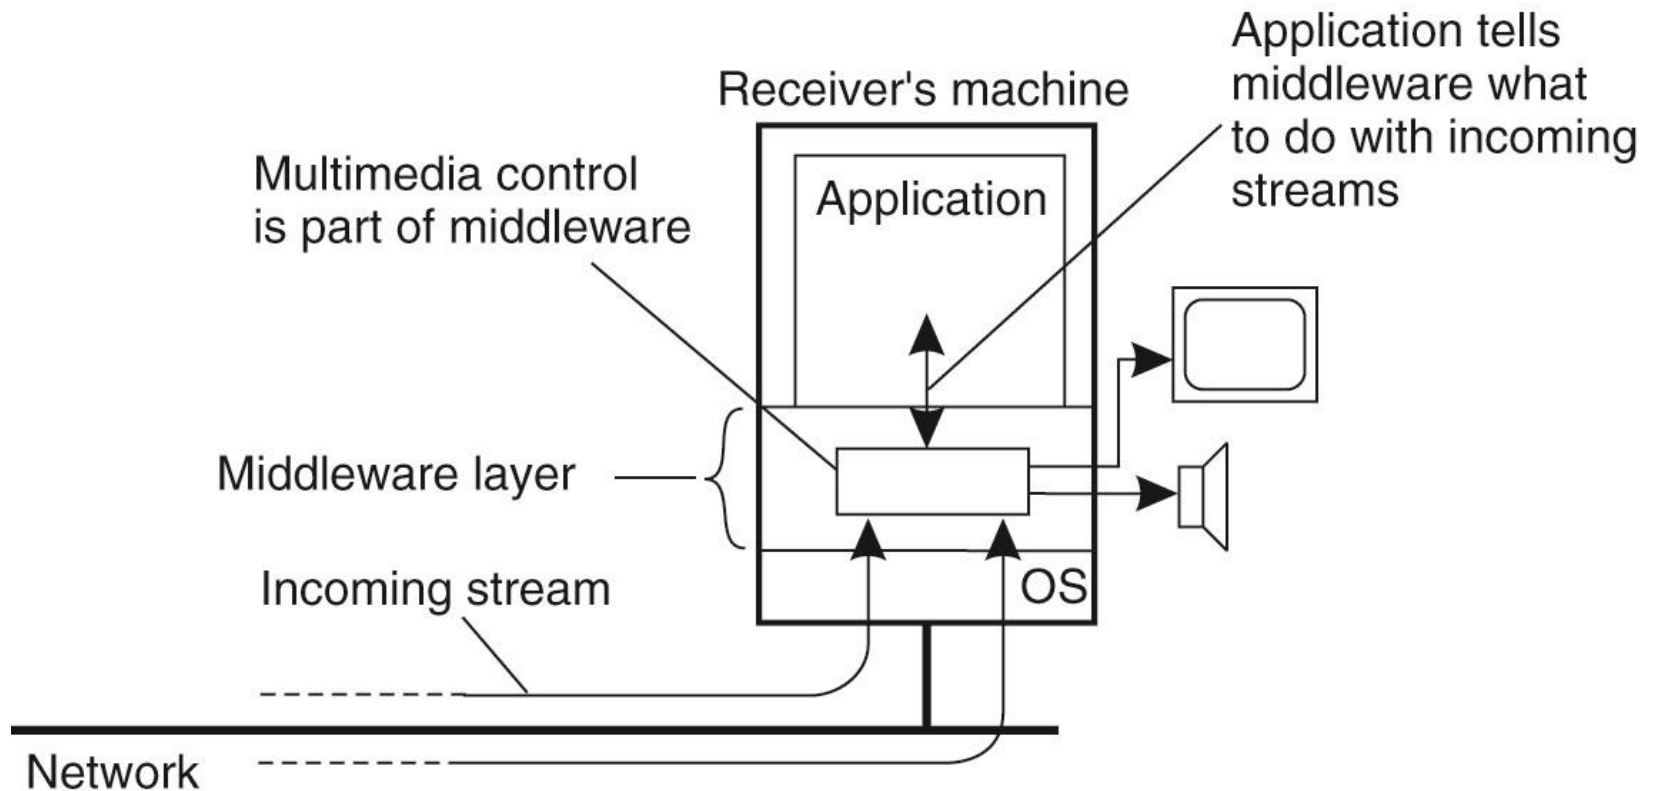 Application tells
middleware what
to do with incoming
streams
Receiver's machine
Multimedia control
is part of middleware
Application
Middleware layer
Incoming stream
OS
Network